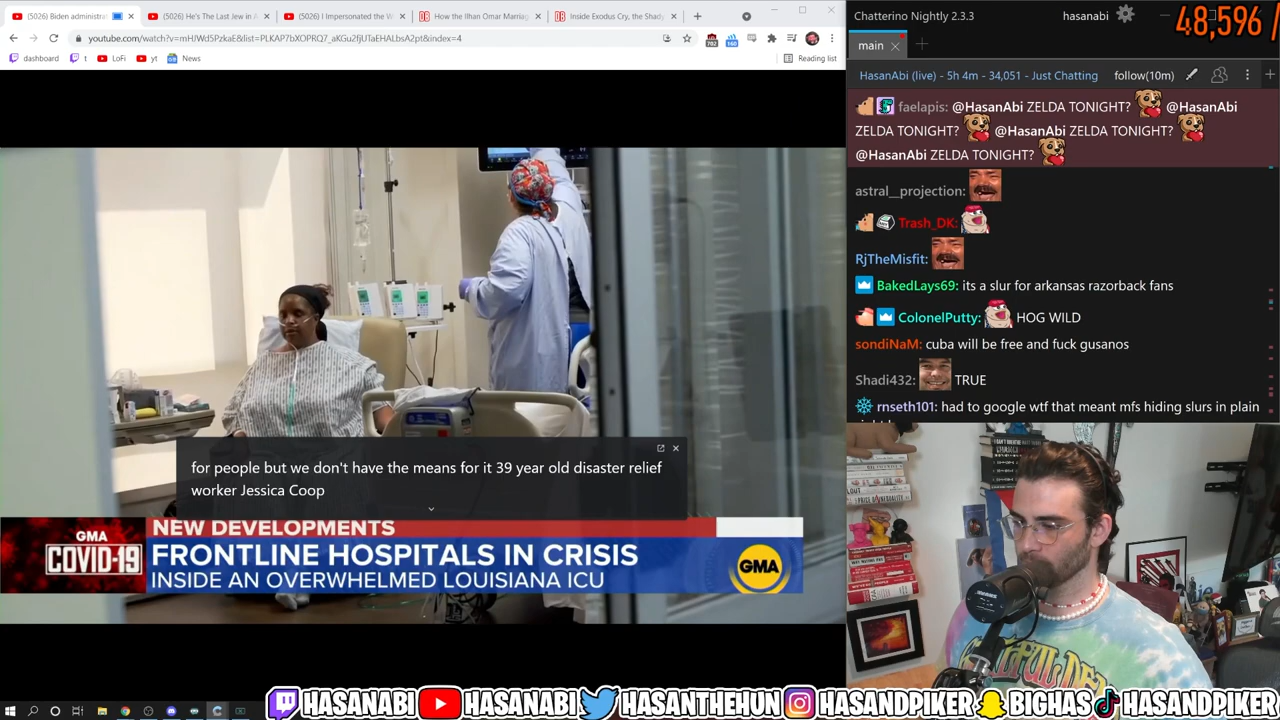 (5026) Biden administrat
(5026) He's The Last Jew in A
(5026) I Impersonated the W
How the Ilhan Omar Marriag
Inside Exodus Cry, the Shady
youtube.com/watch?v=mHJWd5PzkaE&list=PLKAP7bXOPRQ7_aKGu2fjUTaEHALbsA2pt&index=4
792
160
dashboard
t
LoFi
yt
News
Reading list
for people but we don't have the means for it 39 year old disaster relief
worker Jessica Coop
GMA
COVID-19
NEW DEVELOPMENTS
FRONTLINE HOSPITALS IN CRISIS
INSIDE AN OVERWHELMED LOUISIANA ICU
GMA
Chatterino Nightly 2.3.3
hasanabi
48,596 /
main
HasanAbi (live) - 5h 4m - 34,051 - Just Chatting
follow(10m)
faelapis: @HasanAbi ZELDA TONIGHT? @HasanAbi
ZELDA TONIGHT? @HasanAbi ZELDA TONIGHT?
@HasanAbi ZELDA TONIGHT?
astral__projection:
Trash_DK:
RjTheMisfit:
BakedLays69: its a slur for arkansas razorback fans
ColonelPutty: HOG WILD
sondiNaM: cuba will be free and fuck gusanos
Shadi432: TRUE
rnseth101: had to google wtf that meant mfs hiding slurs in plain
HASANABI
HASANABI
HASANTHEHUN
HASANDPIKER
BIGHAS
HASANDPIKER